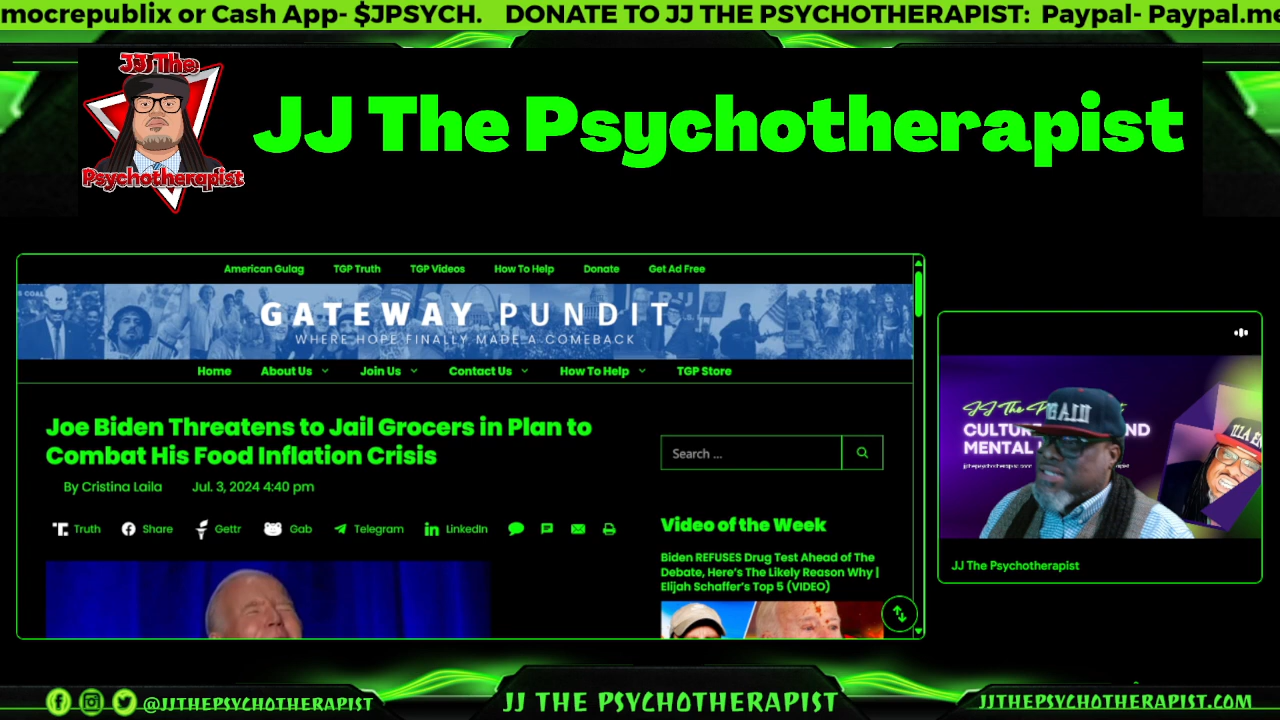 mocrepublix or Cash App- $JPSYCH. DONATE TO JJ THE PSYCHOTHERAPIST: Paypal- Paypal.me
JJ The
Psychotherapist
JJ The Psychotherapist
American Gulag TGP Truth TGP Videos How To Help Donate Get Ad Free
GATEWAY PUNDIT
WHERE HOPE FINALLY MADE A COMEBACK
Home About Us Join Us Contact Us How To Help TGP Store
Joe Biden Threatens to Jail Grocers in Plan to
Combat His Food Inflation Crisis
By Cristina Laila Jul. 3, 2024 4:40 pm
Truth Share Gettr Gab Telegram LinkedIn
Search ...
Video of the Week
Biden REFUSES Drug Test Ahead of The
Debate, Here's The Likely Reason Why |
Elijah Schaffer's Top 5 (VIDEO)
JJ The
MENTAL
JJ The Psychotherapist
@JJTHEPSYCHOTHERAPIST
JJ THE PSYCHOTHERAPIST
JJTHEPSYCHOTHERAPIST.COM